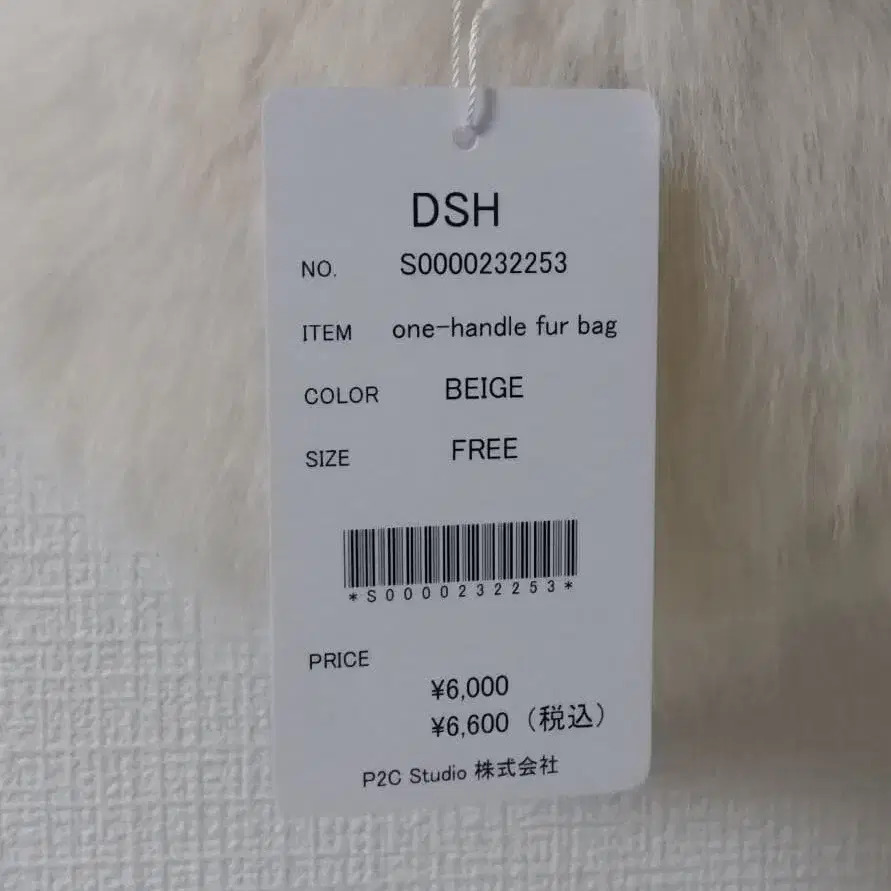 DSH
NO. S0000232253
ITEM one-handle fur bag
COLOR BEIGE
SIZE FREE
*S0000232253*
PRICE
¥6,000
¥6,600（税込）
P2C Studio 株式会社